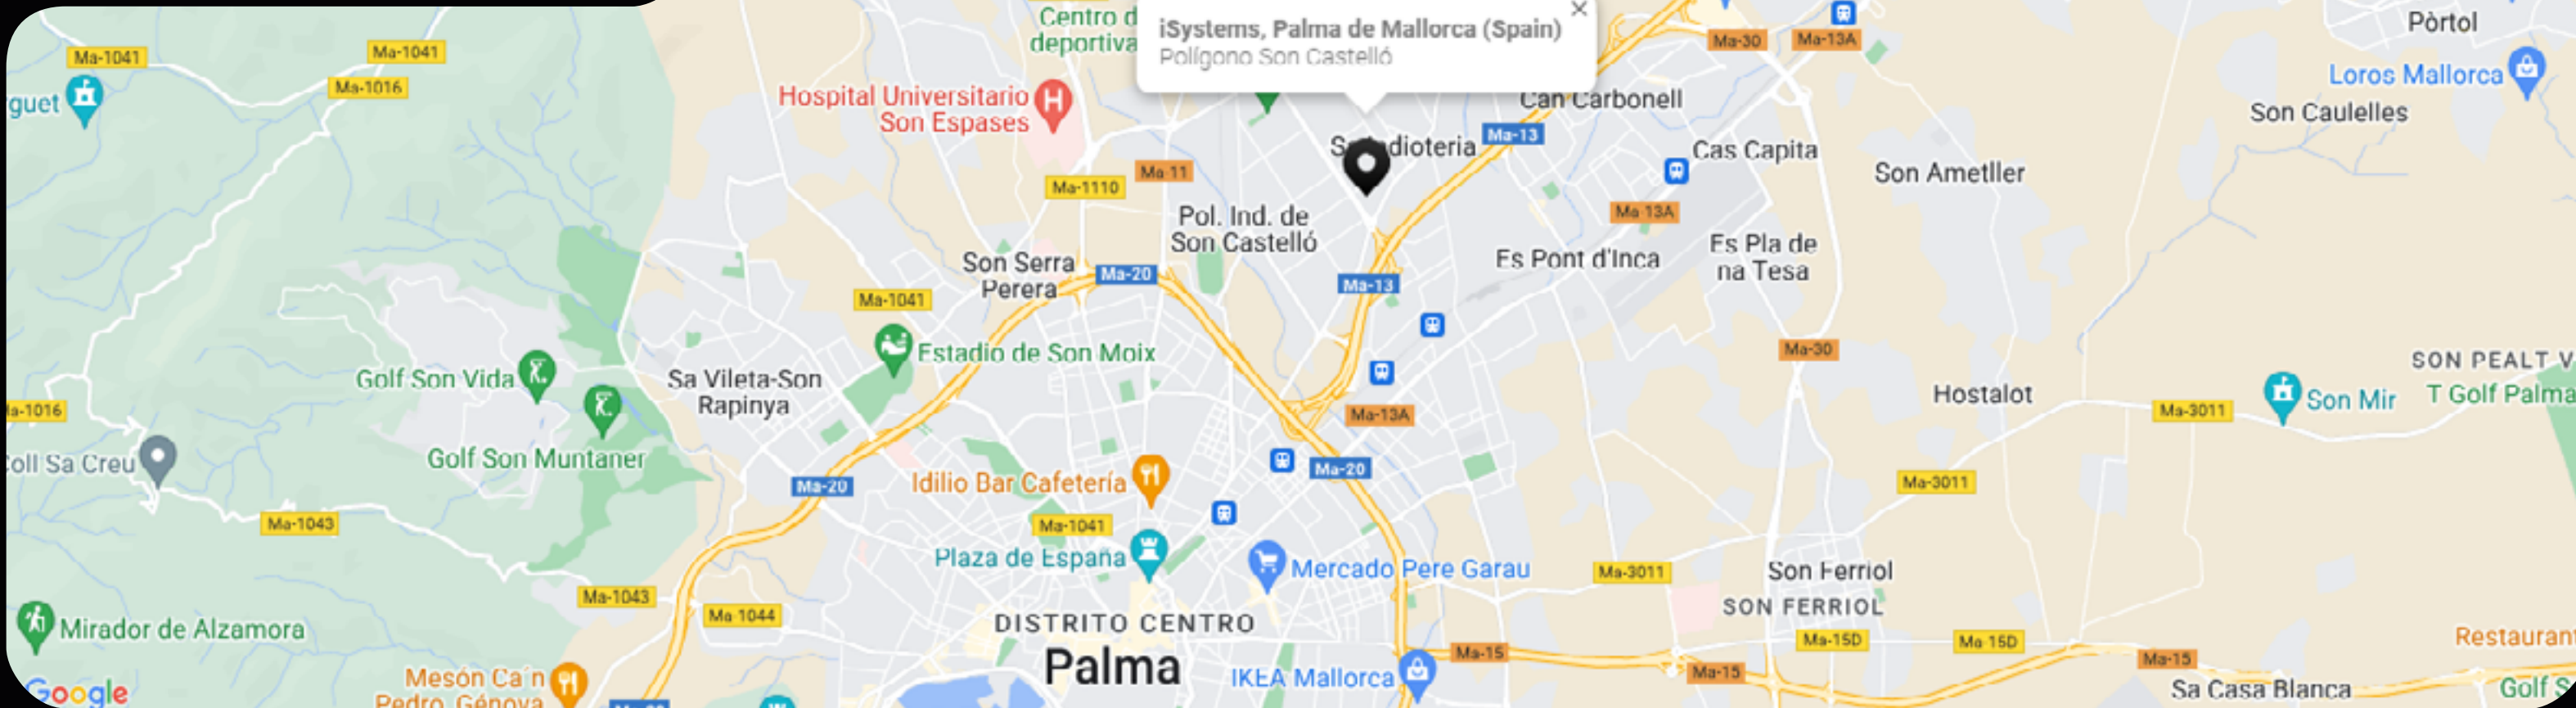 Centro d
deportiva
iSystems, Palma de Mallorca (Spain)
Polígono Son Castelló
Ma-30
Ma-13A
Pòrtol
Ma-1041
Ma-1041
Ma-1016
guet
Hospital Universitario
Son Espases
Can Carbonell
Loros Mallorca
Son Caulelles
Ma-13
dioteria
Cas Capita
Ma-11
Ma-1110
Son Ametller
Pol. Ind. de
Son Castelló
Ma-13A
Es Pont d'Inca
Es Pla de
na Tesa
Son Serra
Perera
Ma-20
Ma-13
Ma-1041
Estadio de Son Moix
Ma-30
SON PEALT V
Golf Son Vida
Sa Vileta-Son
Rapinya
Hostalot
Son Mir
T Golf Palma
Ma-1016
Ma-13A
Ma-3011
Golf Son Muntaner
oll Sa Creu
Ma-20
Ma-20
Idilio Bar Cafetería
Ma-3011
Ma-1043
Ma-1041
Plaza de España
Mercado Pere Garau
Ma-3011
Son Ferriol
SON FERRIOL
Ma-1043
Ma-1044
Mirador de Alzamora
DISTRITO CENTRO
Palma
Ma-15D
Ma-15D
Restauran
Ma-15
Ma-15
Ma-15
Mesón Ca´n
Pedro, Génova
IKEA Mallorca
Sa Casa Blanca
Golf S
Google